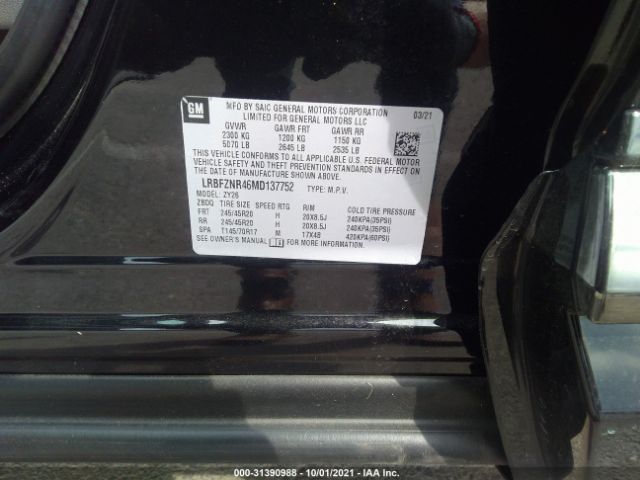 GM
MFD BY SAIC GENERAL MOTORS CORPORATION
LIMITED FOR GENERAL MOTORS LLC
03/21
GVWR GAWR FRT GAWR RR
2300 KG 1200 KG 1150 KG
5070 LB 2645 LB 2535 LB
THIS VEHICLE CONFORMS TO ALL APPLICABLE U.S. FEDERAL MOTOR
VEHICLE SAFETY AND THEFT PREVENTION STANDARDS IN EFFECT ON THE
DATE OF MANUFACTURE SHOWN ABOVE.
LRBFZNR46MD137752 TYPE: M.P.V.
MODEL: ZY26
ZBDQ TIRE SIZE SPEED RTG RIM COLD TIRE PRESSURE
FRT 245/45R20 H 20X8.5J 240KPA(35PSI)
RR 245/45R20 H 20X8.5J 240KPA(35PSI)
SPA T145/70R17 M 17X4B 420KPA(60PSI)
SEE OWNER'S MANUAL FOR MORE INFORMATION
000-31390988 - 10/01/2021 - IAA Inc.